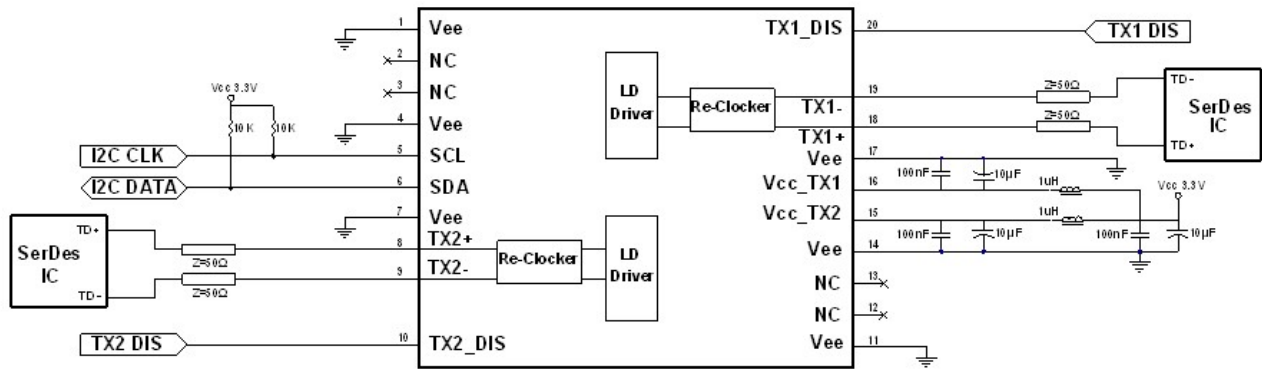 1
Vee
TX1_DIS
20
TX1 DIS
2
NC
3
NC
LD
Driver
Re-Clocker
19
TX1-
18
TX1+
Z=50Ω
Z=50Ω
TD-
SerDes
IC
TD+
Vcc 3.3V
10K
10K
4
Vee
I2C CLK
5
SCL
I2C DATA
6
SDA
Vee
17
100nF
10µF
Vcc_TX1
16
1uH
Vcc 3.3V
7
Vee
Vcc_TX2
15
1uH
100nF
10µF
100nF
10µF
SerDes
IC
TD+
TD-
Z=50Ω
Z=50Ω
8
TX2+
9
TX2-
Re-Clocker
LD
Driver
Vee
14
NC
13
NC
12
TX2 DIS
10
TX2_DIS
Vee
11